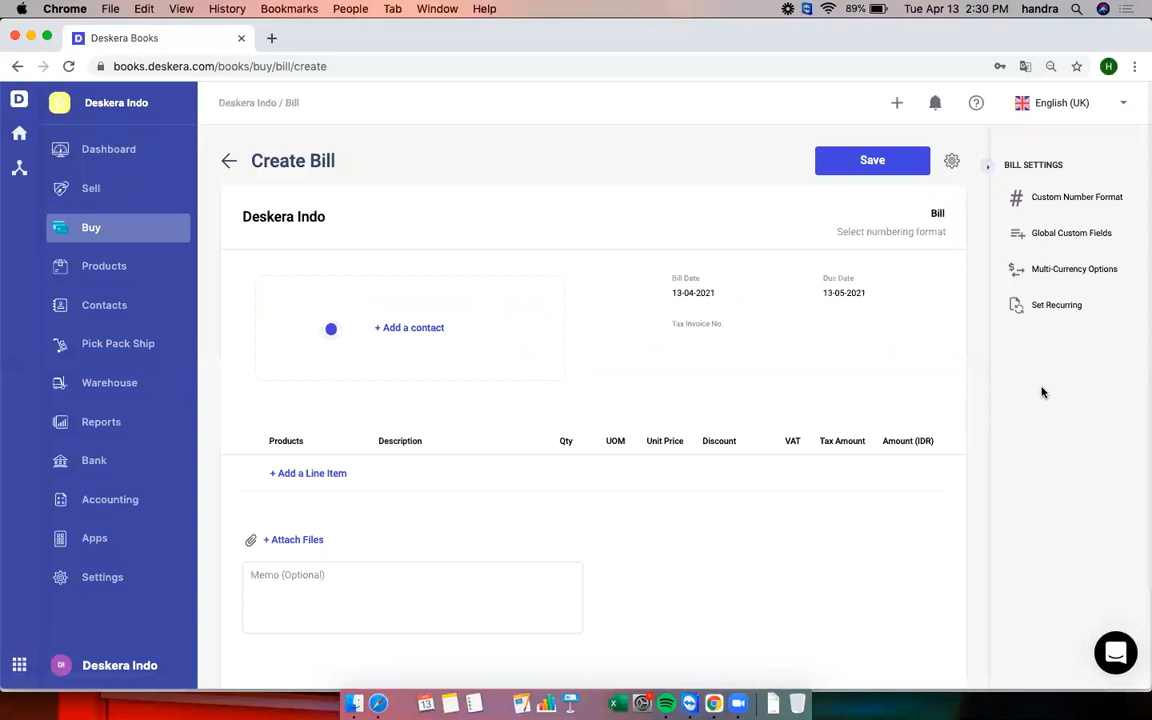 Chrome File Edit View History Bookmarks People Tab Window Help 89% Tue Apr 13 2:30 PM handra
Deskera Books
books.deskera.com/books/buy/bill/create
H
Deskera Indo
Deskera Indo / Bill
English (UK)
Dashboard
Sell
Buy
Products
Contacts
Pick Pack Ship
Warehouse
Reports
Bank
Accounting
Apps
Settings
DI Deskera Indo
Create Bill
Save
Deskera Indo
Bill
Select numbering format
+ Add a contact
Bill Date
13-04-2021
Due Date
13-05-2021
Tax Invoice No.
Products Description Qty UOM Unit Price Discount VAT Tax Amount Amount (IDR)
+ Add a Line Item
+ Attach Files
Memo (Optional)
BILL SETTINGS
Custom Number Format
Global Custom Fields
Multi-Currency Options
Set Recurring
13